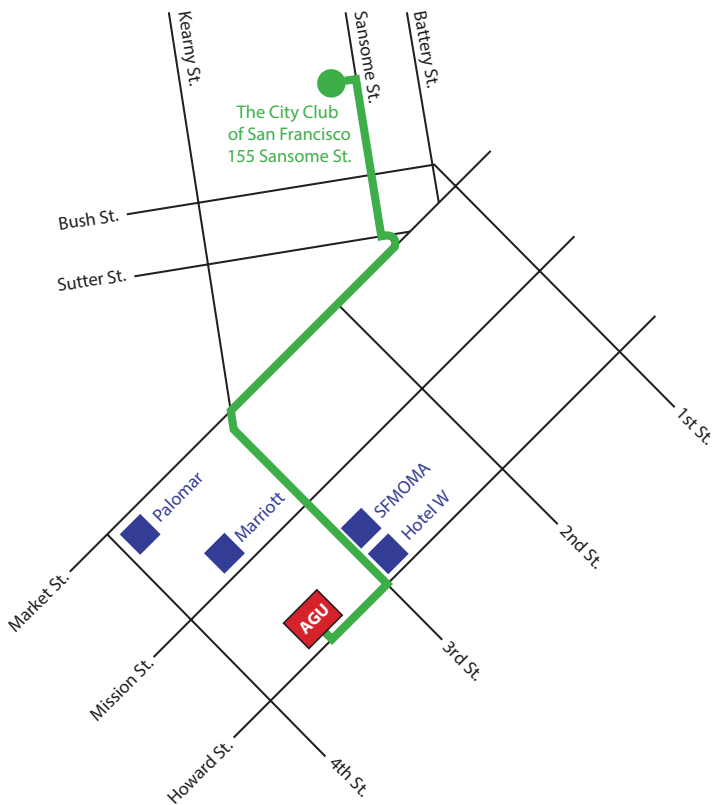 Kearny St.
Sansome St.
Battery St.
The City Club
of San Francisco
155 Sansome St.
Bush St.
Sutter St.
1st St.
Palomar
Marriott
SFMOMA
Hotel W
2nd St.
Market St.
AGU
3rd St.
Mission St.
Howard St.
4th St.